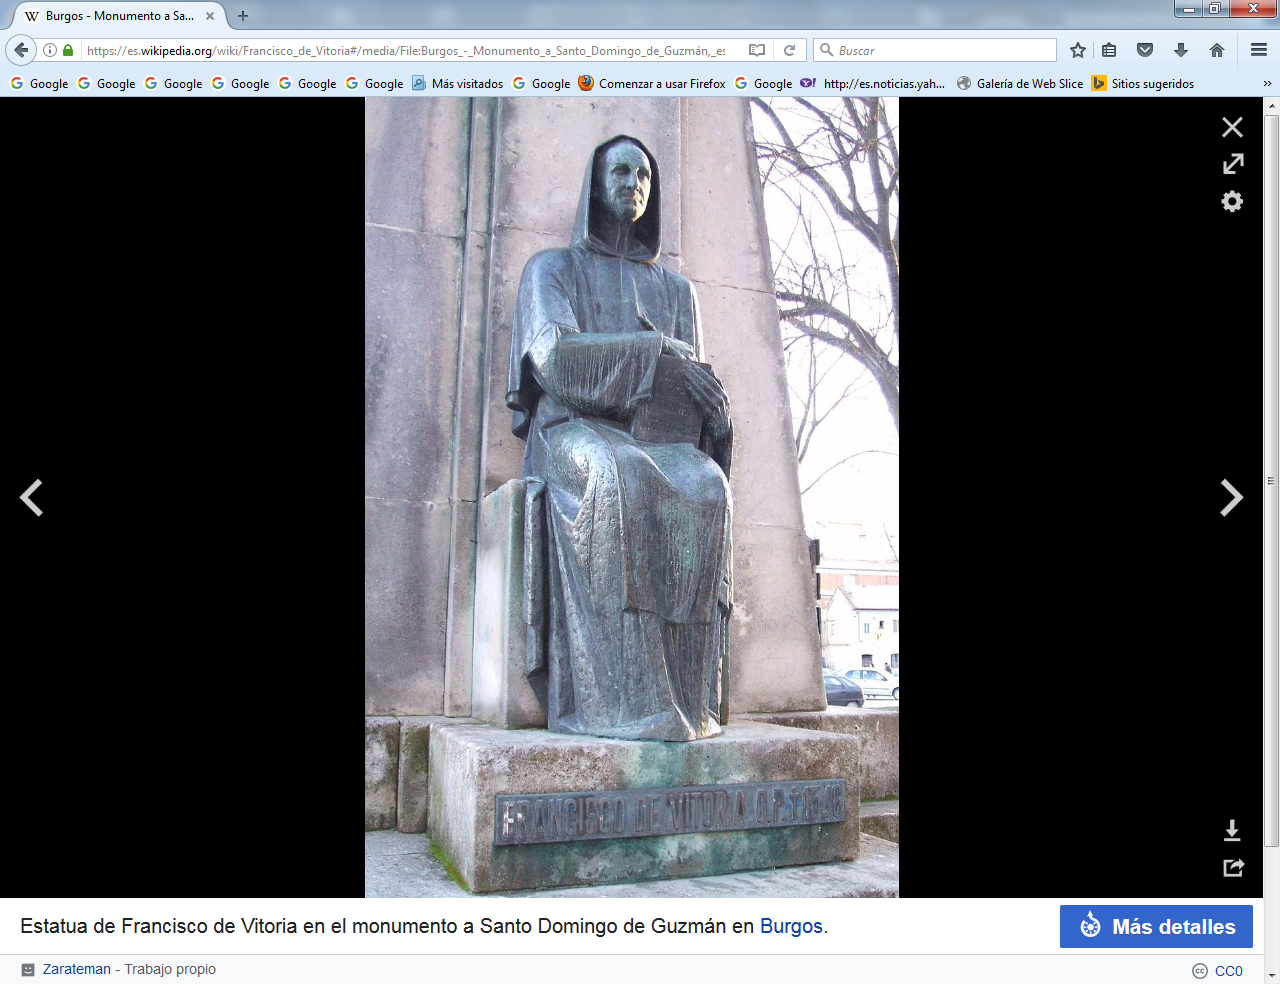 Burgos - Monumento a Sa...
https://es.wikipedia.org/wiki/Francisco_de_Vitoria#/media/File:Burgos_-_Monumento_a_Santo_Domingo_de_Guzmán,_es
Buscar
Google Google Google Google Google Google Más visitados Google Comenzar a usar Firefox Google http://es.noticias.yah... Galería de Web Slice Sitios sugeridos »
FRANCISCO DE VITORIA O.P. † 1546
Estatua de Francisco de Vitoria en el monumento a Santo Domingo de Guzmán en Burgos.
Más detalles
Zarateman - Trabajo propio
cc CC0